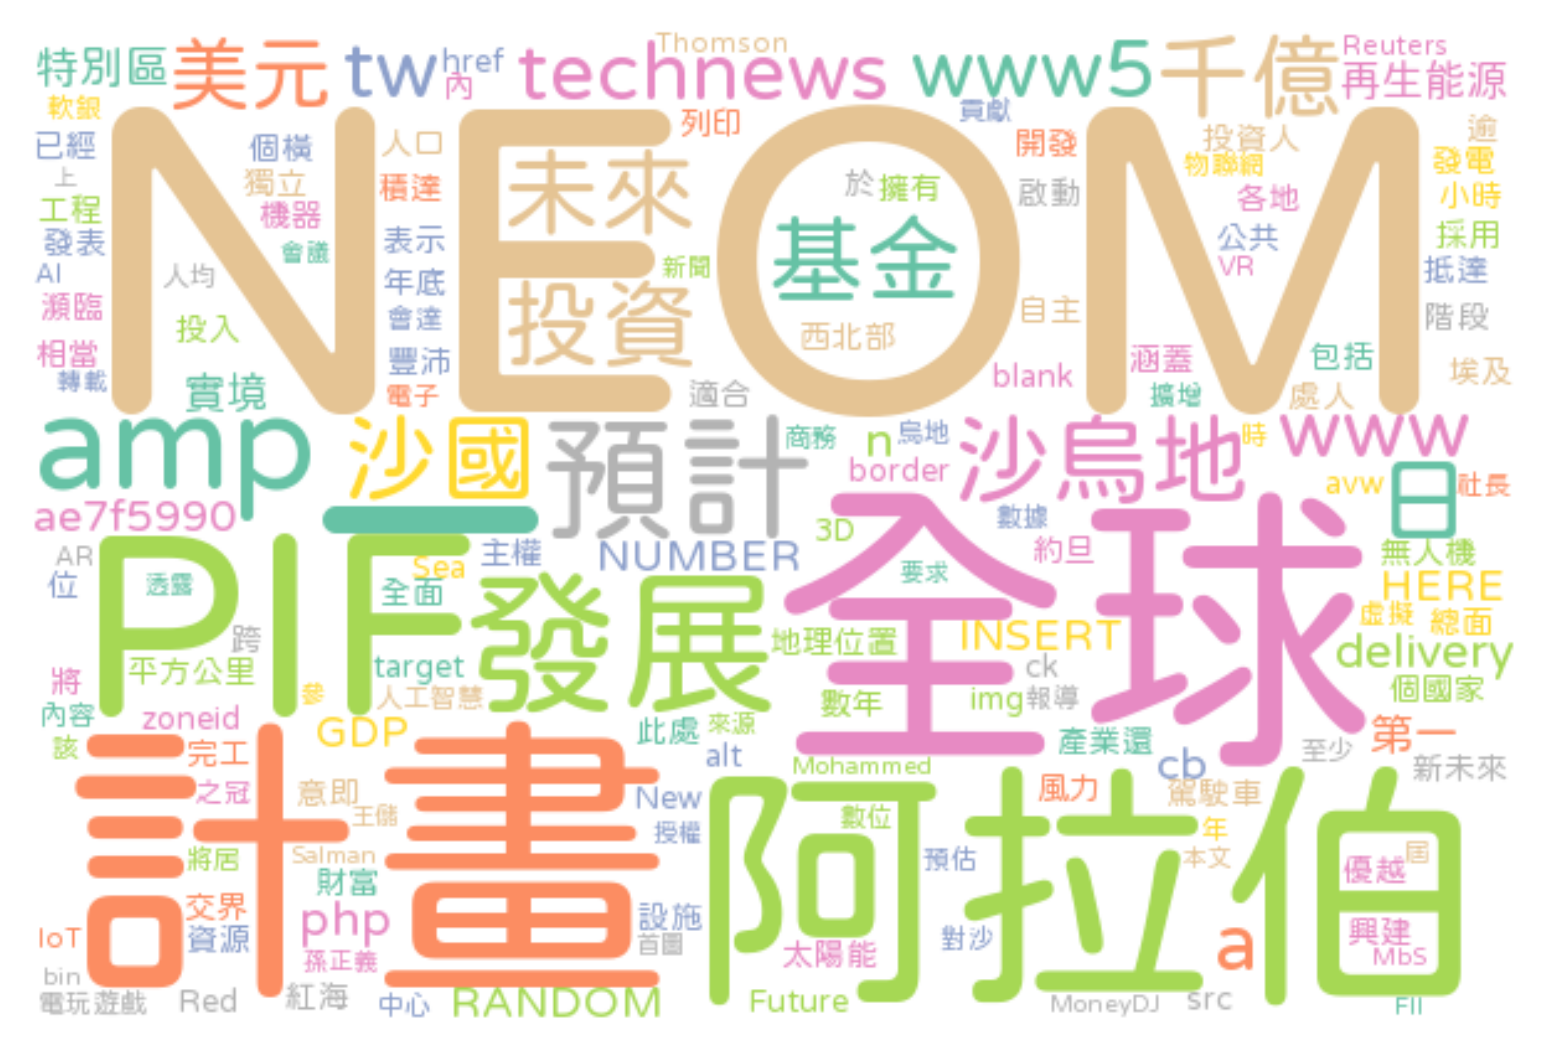 特別區 美元 tw href 內 technews Thomson www5 千億 Reuters 再生能源
軟銀 列印 貢獻 逾
已經 個橫 人口 開發 投資人 發電
上 獨立 積達 未來 於 擁有 啟動 物聯網 各地 小時
工程 機器 採用
發表 會議 表示 基金 公共
AI 人均 年底 新聞 VR 抵達
NEOM
瀕臨 投入 會達 投資 西北部 自主 階段
相當 豐沛 涵蓋 包括
轉載 實境 電子 適合 blank 擴增 處人 埃及
amp 沙國 預計 商務 n 烏地 沙烏地 時 www
border avw 日 社長
ae7f5990 一 3D 數據
AR 主權 NUMBER 約旦 無人機
位 透露 Sea 全面 要求 HERE
PIF 發展 全球
跨 地理位置 INSERT 虛擬 總面
平方公里 target ck delivery
將 參 人工智慧 數年 img 報導 個國家
內容 zoneid GDP 此處 來源 產業還 第一
該 完工 alt Mohammed cb 至少 新未來
計畫 阿拉伯
之冠 意即 New 風力 駕駛車
王儲 授權 數位 年
將居 Salman 預估 本文 優越 屆
財富
交界 php 設施 興建
IoT 資源 首圖 對沙 a
孫正義 太陽能 MbS
bin
電玩遊戲 Red 紅海 中心 RANDOM Future MoneyDJ src FII